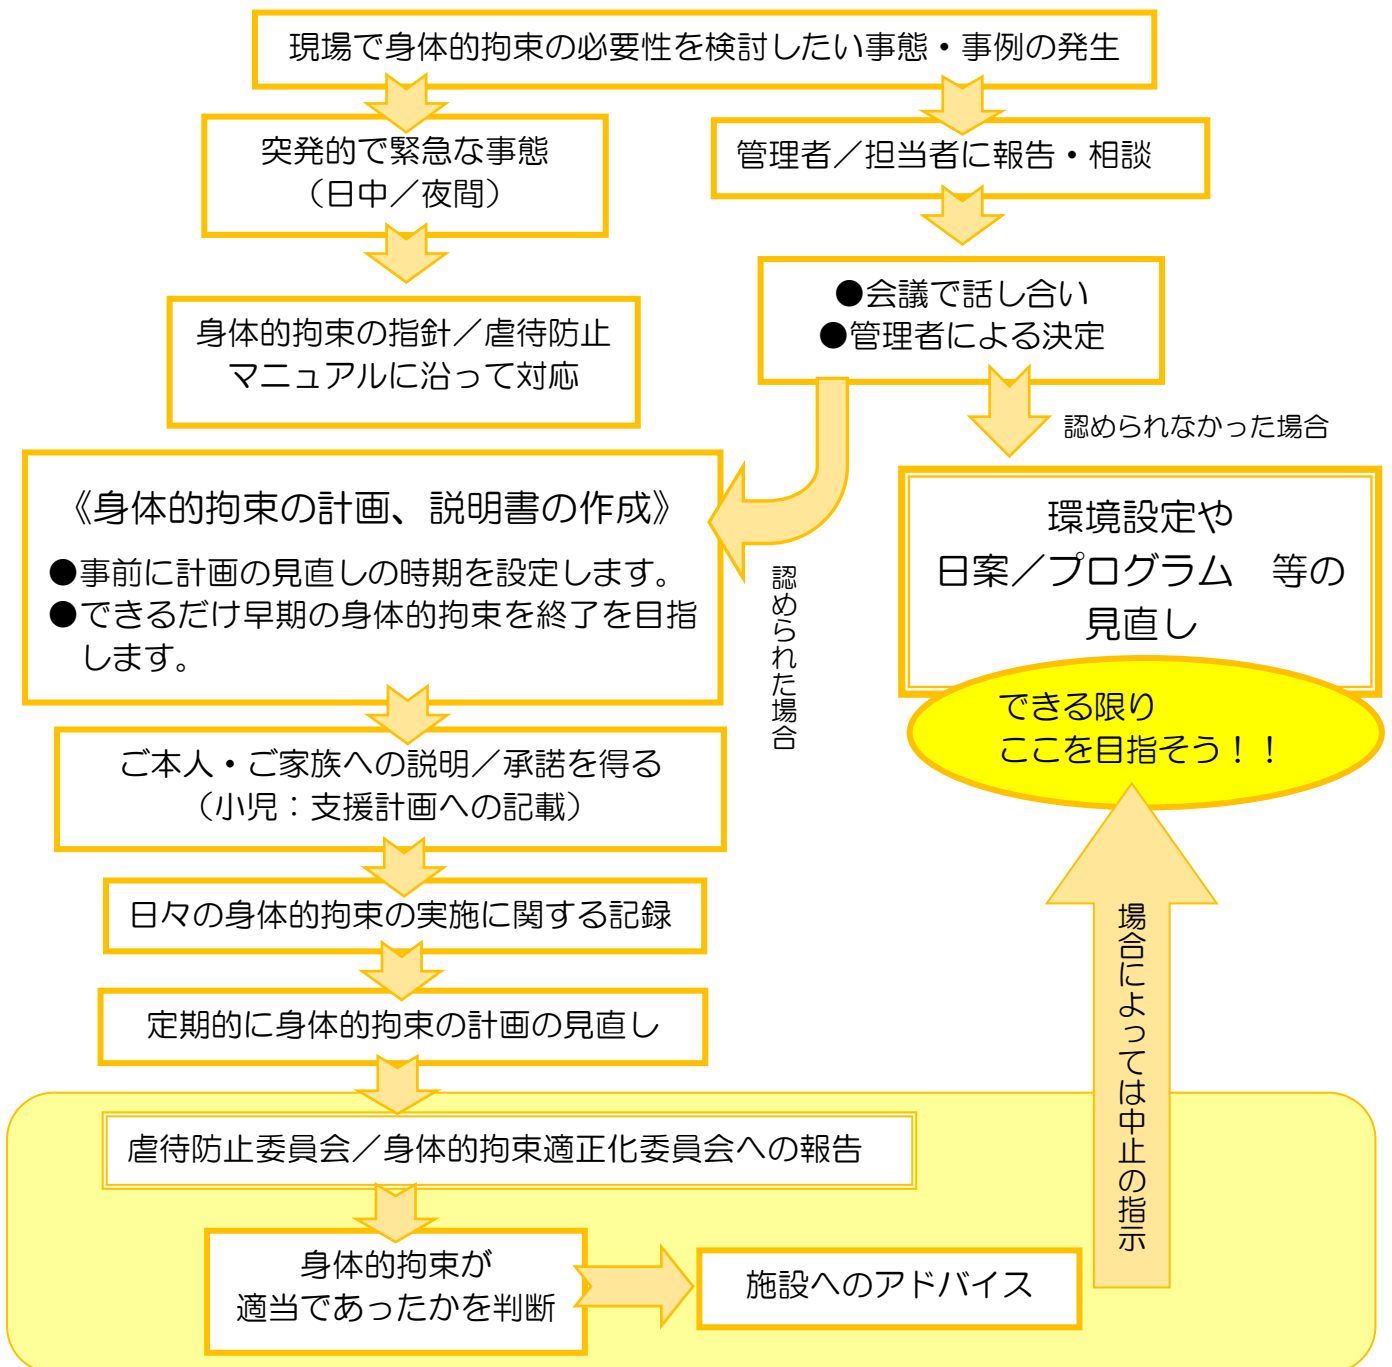 現場で身体的拘束の必要性を検討したい事態・事例の発生
突発的で緊急な事態
（日中／夜間）
管理者／担当者に報告・相談
身体的拘束の指針／虐待防止
マニュアルに沿って対応
●会議で話し合い
●管理者による決定
認められなかった場合
認められた場合
《身体的拘束の計画、説明書の作成》
●事前に計画の見直しの時期を設定します。
●できるだけ早期の身体的拘束を終了を目指
します。
環境設定や
日案／プログラム　等の
見直し
できる限り
ここを目指そう！！
ご本人・ご家族への説明／承諾を得る
（小児：支援計画への記載）
日々の身体的拘束の実施に関する記録
定期的に身体的拘束の計画の見直し
虐待防止委員会／身体的拘束適正化委員会への報告
身体的拘束が
適当であったかを判断
施設へのアドバイス
場合によっては中止の指示